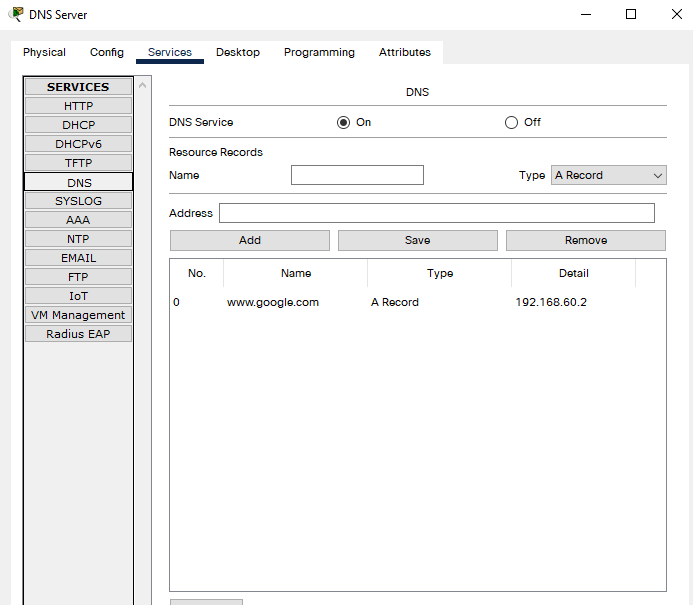 DNS Server
Physical Config Services Desktop Programming Attributes
SERVICES
HTTP
DHCP
DHCPv6
TFTP
DNS
SYSLOG
AAA
NTP
EMAIL
FTP
IoT
VM Management
Radius EAP
DNS
DNS Service On Off
Resource Records
Name Type A Record
Address
Add Save Remove
No. Name Type Detail
0 www.google.com A Record 192.168.60.2